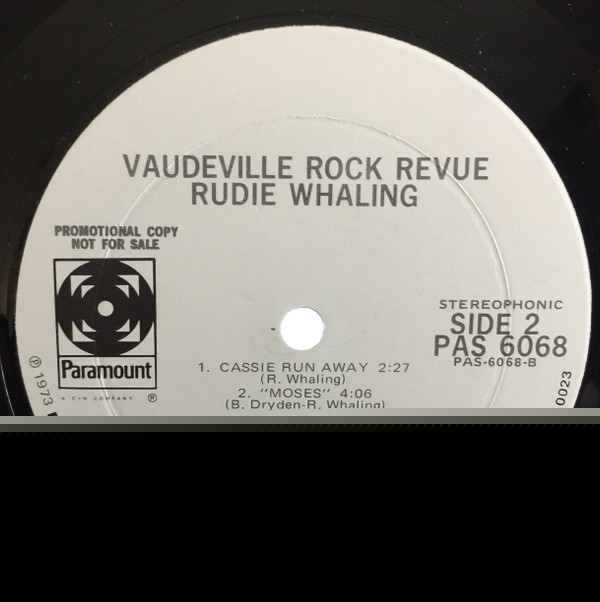 VAUDEVILLE ROCK REVUE
RUDIE WHALING
PROMOTIONAL COPY
NOT FOR SALE
Paramount
A G+W COMPANY ®
STEREOPHONIC
SIDE 2
PAS 6068
PAS-6068-B
1. CASSIE RUN AWAY 2:27
(R. Whaling)
2. "MOSES" 4:06
(B. Dryden-R. Whaling)
℗ 1973
0023